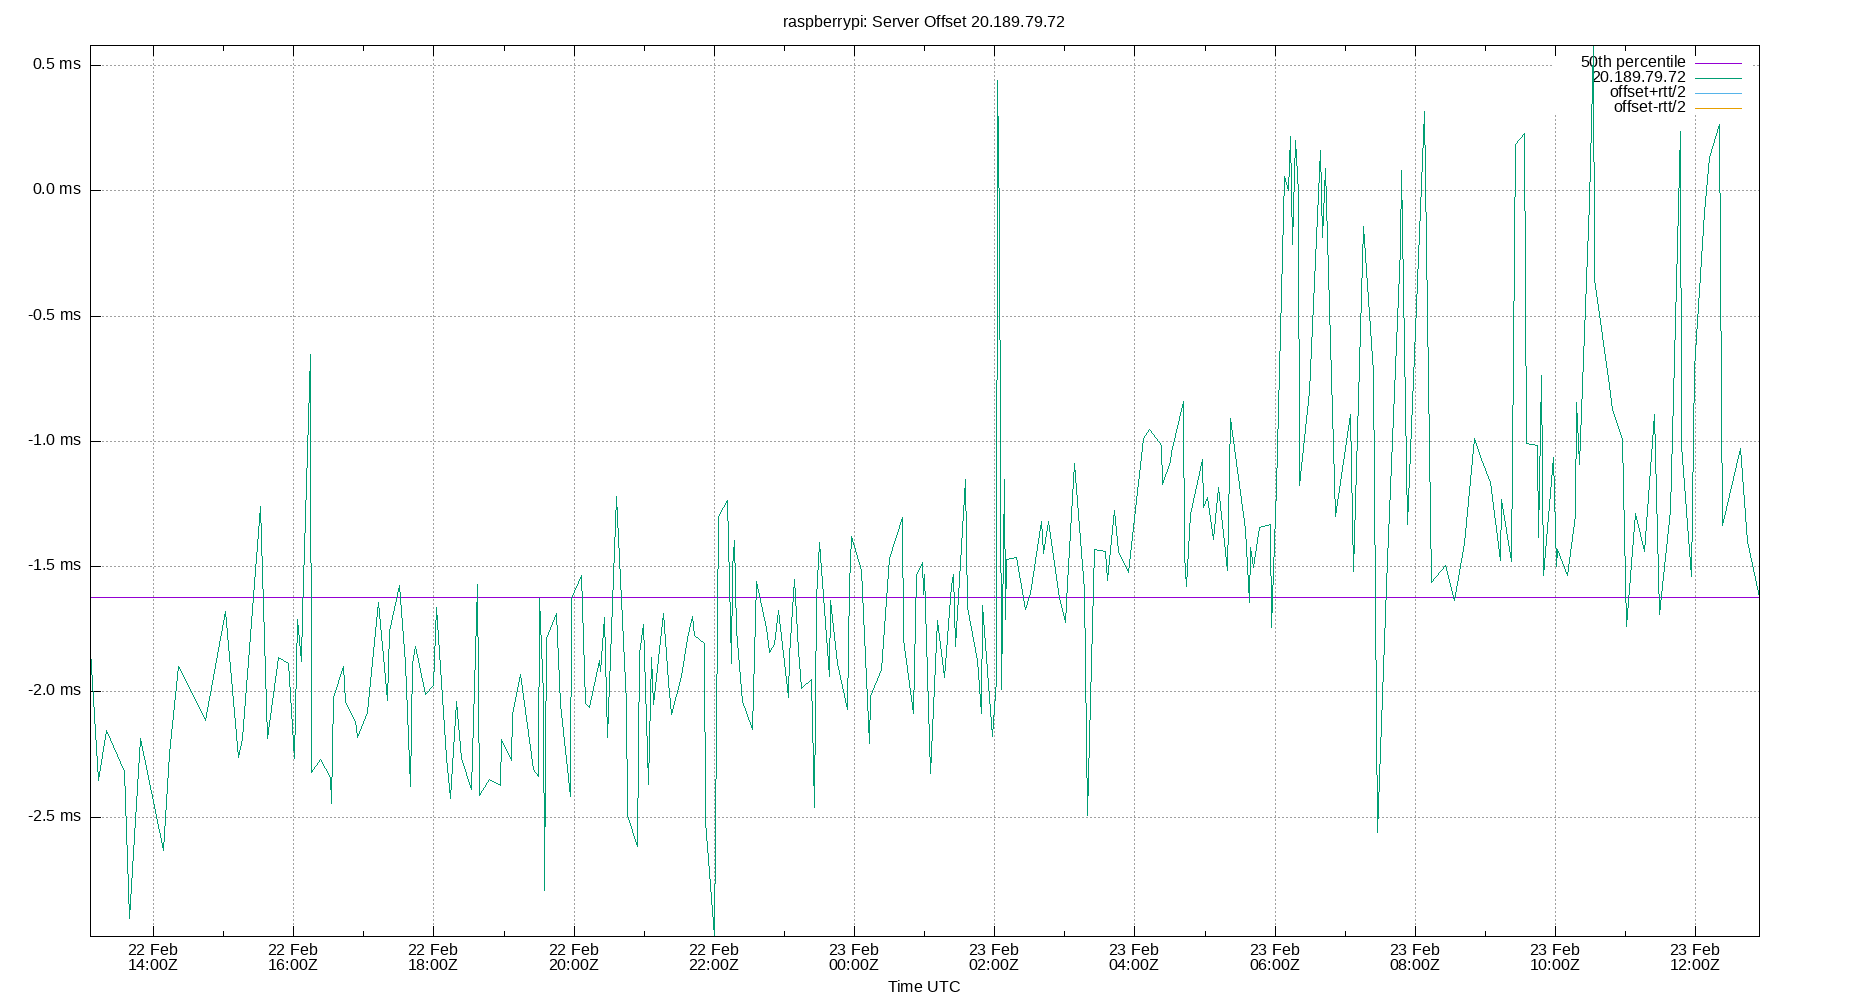 raspberrypi: Server Offset 20.189.79.72
0.5 ms
0.0 ms
-0.5 ms
-1.0 ms
-1.5 ms
-2.0 ms
-2.5 ms
50th percentile
20.189.79.72
offset+rtt/2
offset-rtt/2
22 Feb 22 Feb 22 Feb 22 Feb 22 Feb 23 Feb 23 Feb 23 Feb 23 Feb 23 Feb 23 Feb 23 Feb
14:00Z 16:00Z 18:00Z 20:00Z 22:00Z 00:00Z 02:00Z 04:00Z 06:00Z 08:00Z 10:00Z 12:00Z
Time UTC